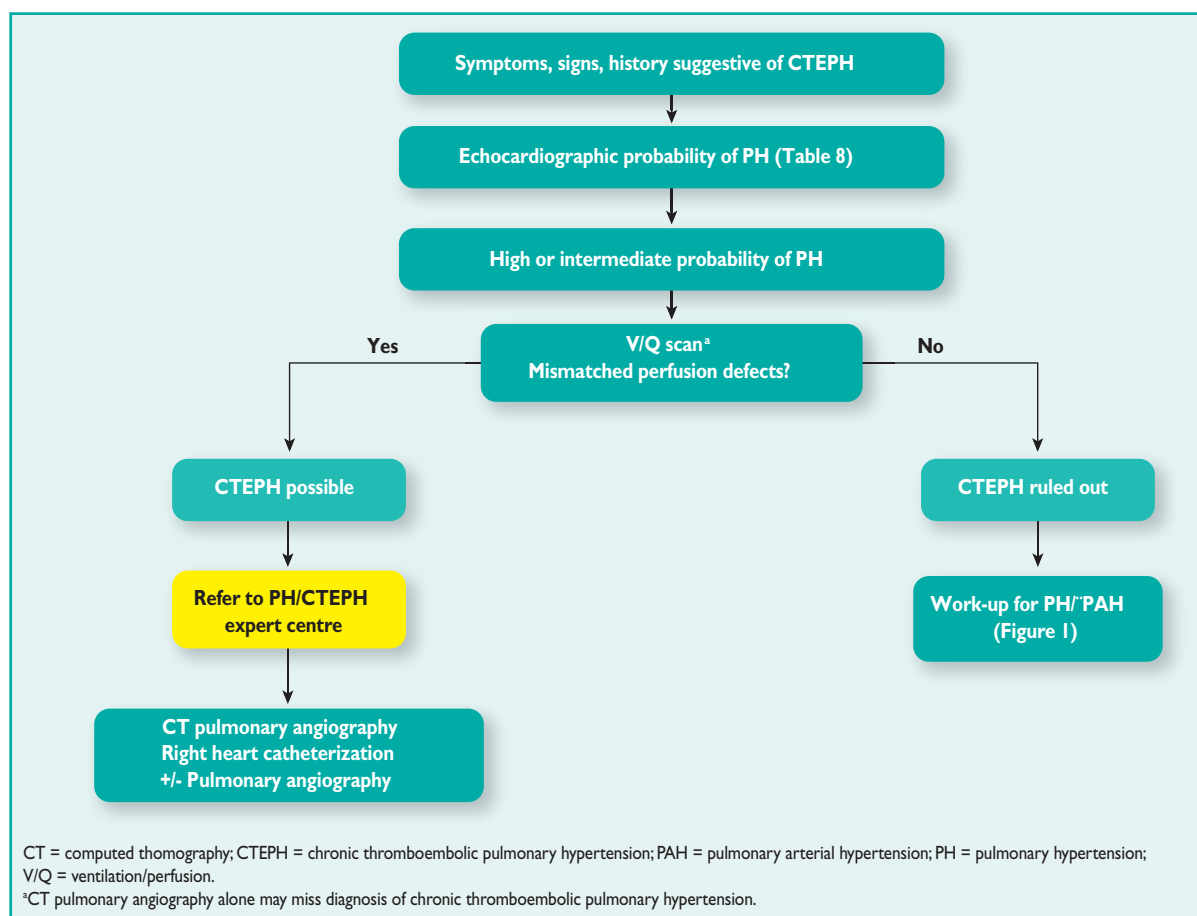 Symptoms, signs, history suggestive of CTEPH
Echocardiographic probability of PH (Table 8)
High or intermediate probability of PH
Yes
V/Q scanᵃ
Mismatched perfusion defects?
No
CTEPH possible
CTEPH ruled out
Refer to PH/CTEPH
expert centre
Work-up for PH/¨PAH
(Figure 1)
CT pulmonary angiography
Right heart catheterization
+/- Pulmonary angiography
CT = computed thomography; CTEPH = chronic thromboembolic pulmonary hypertension; PAH = pulmonary arterial hypertension; PH = pulmonary hypertension;
V/Q = ventilation/perfusion.
ᵃCT pulmonary angiography alone may miss diagnosis of chronic thromboembolic pulmonary hypertension.